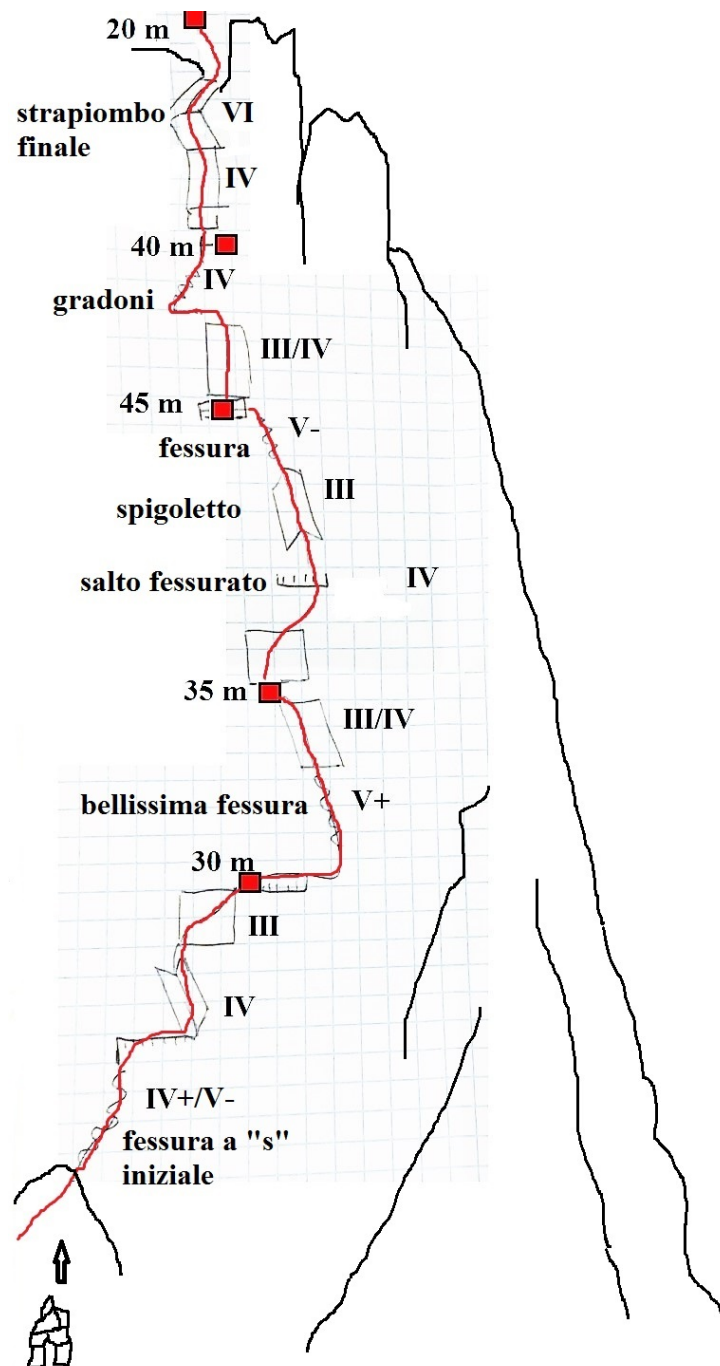 20 m
VI
strapiombo
finale
IV
40 m
IV
gradoni
III/IV
45 m
V-
fessura
III
spigoletto
salto fessurato
IV
35 m
III/IV
V+
bellissima fessura
30 m
III
IV
IV+/V-
fessura a "s"
iniziale